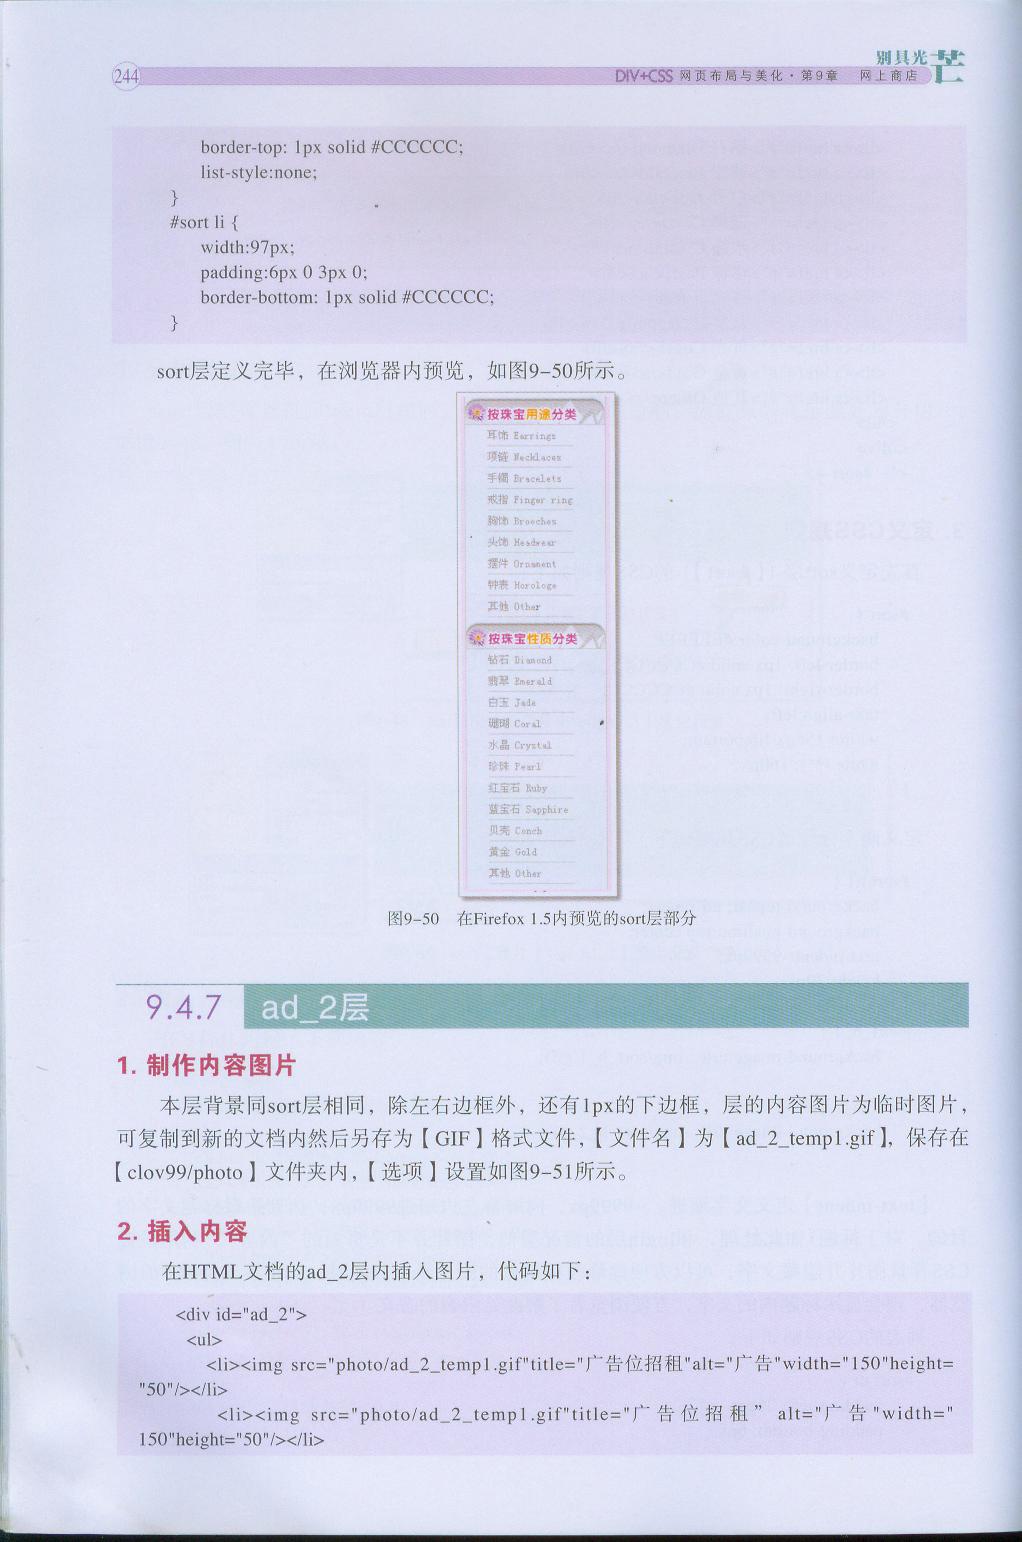 244
别具光芒
DIV+CSS 网页布局与美化·第9章 网上商店
border-top: 1px solid #CCCCCC;
list-style:none;
}
#sort li {
width:97px;
padding:6px 0 3px 0;
border-bottom: 1px solid #CCCCCC;
}
sort层定义完毕，在浏览器内预览，如图9-50所示。
按珠宝用途分类
耳饰 Earrings
项链 Necklaces
手镯 Bracelets
戒指 Finger ring
胸饰 Broeches
头饰 Headwear
摆件 Ornament
钟表 Horologe
其他 Other
按珠宝性质分类
钻石 Diamond
翡翠 Emerald
白玉 Jade
珊瑚 Coral
水晶 Crystal
珍珠 Pearl
红宝石 Ruby
蓝宝石 Sapphire
贝壳 Conch
黄金 Gold
其他 Other
图9-50 在Firefox 1.5内预览的sort层部分
9.4.7 ad_2层
1. 制作内容图片
本层背景同sort层相同，除左右边框外，还有1px的下边框，层的内容图片为临时图片，
可复制到新的文档内然后另存为【GIF】格式文件，【文件名】为【ad_2_temp1.gif】，保存在
【clov99/photo】文件夹内，【选项】设置如图9-51所示。
2. 插入内容
在HTML文档的ad_2层内插入图片，代码如下：
<div id="ad_2">
<ul>
<li><img src="photo/ad_2_temp1.gif"title="广告位招租"alt="广告"width="150"height=
"50"/></li>
<li><img src="photo/ad_2_temp1.gif"title="广告位招租” alt="广告"width="
150"height="50"/></li>